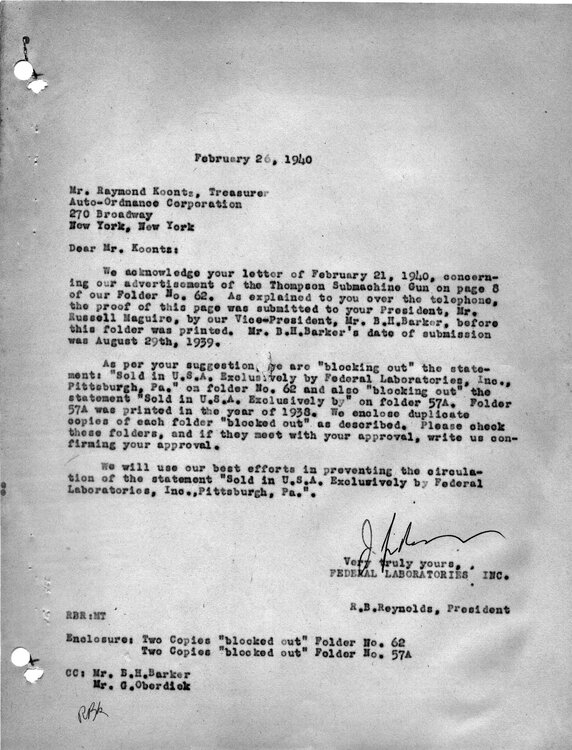 February 26, 1940
Mr. Raymond Koontz, Treasurer
Auto-Ordnance Corporation
270 Broadway
New York, New York
Dear Mr. Koontz:
We acknowledge your letter of February 21, 1940, concern-
ing our advertisement of the Thompson Submachine Gun on page 8
of our Folder No. 62. As explained to you over the telephone,
the proof of this page was submitted to your President, Mr.
Russell Maguire, by our Vice-President, Mr. B.H.Barker, before
this folder was printed. Mr. B.H.Barker's date of submission
was August 29th, 1939.
As per your suggestion, we are "blocking out" the state-
ment: "Sold in U.S.A. Exclusively by Federal Laboratories, Inc.,
Pittsburgh, Pa." on folder No. 62 and also "blocking out" the
statement "Sold in U.S.A. Exclusively by" on folder 57A. Folder
57A was printed in the year of 1938. We enclose duplicate
copies of each folder "blocked out" as described. Please check
these folders, and if they meet with your approval, write us con-
firming your approval.
We will use our best efforts in preventing the circula-
tion of the statement "Sold in U.S.A. Exclusively by Federal
Laboratories, Inc.,Pittsburgh, Pa.".
Very truly yours,
FEDERAL LABORATORIES INC.
R.B.Reynolds, President
RBR:MT
Enclosure: Two Copies "blocked out" Folder No. 62
Two Copies "blocked out" Folder No. 57A
CC: Mr. B.H.Barker
Mr. G.Oberdick
RBR